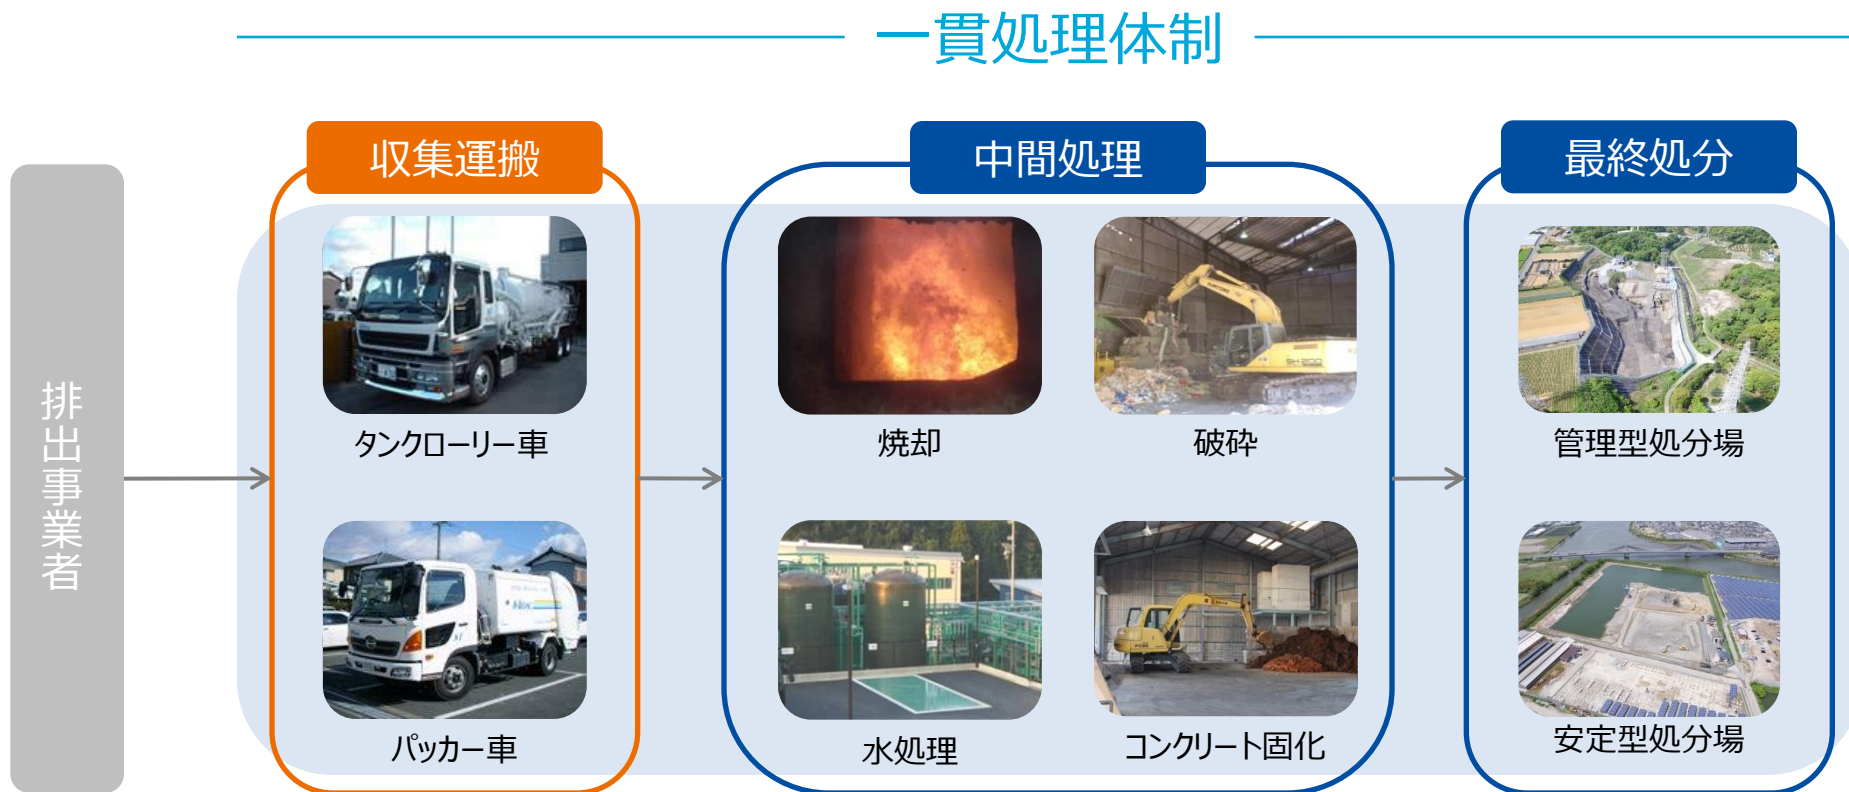 一貫処理体制
排出事業者
収集運搬
タンクローリー車
パッカー車
中間処理
焼却
破砕
水処理
コンクリート固化
最終処分
管理型処分場
安定型処分場